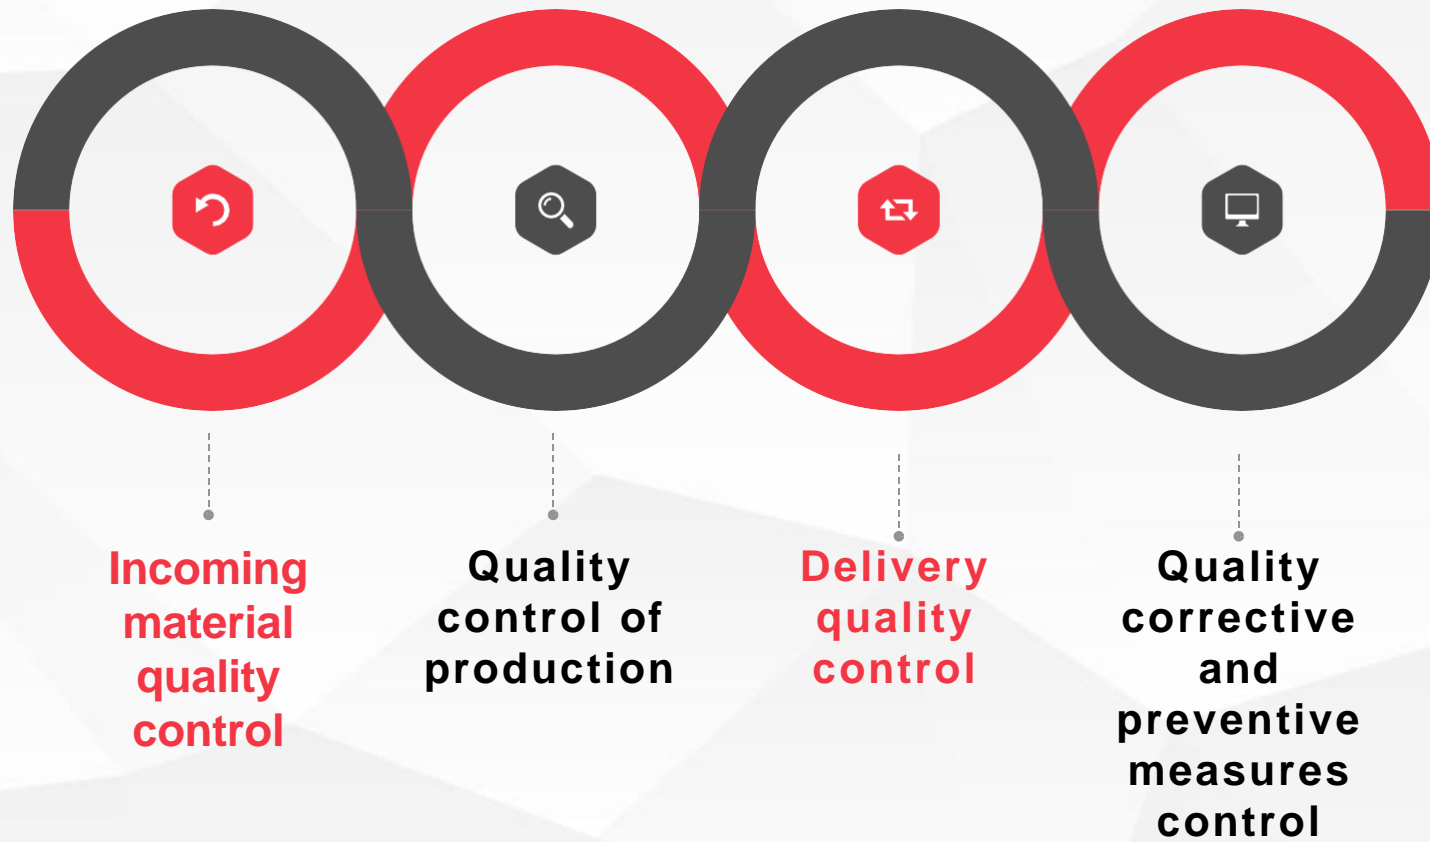 Incoming
material
quality
control
Quality
control of
production
Delivery
quality
control
Quality
corrective
and
preventive
measures
control